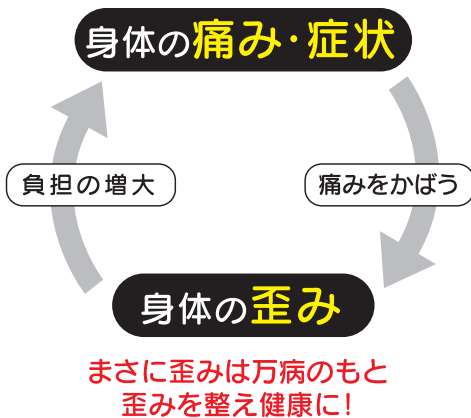 身体の痛み・症状
痛みをかばう
身体の歪み
負担の増大
まさに歪みは万病のもと
歪みを整え健康に!